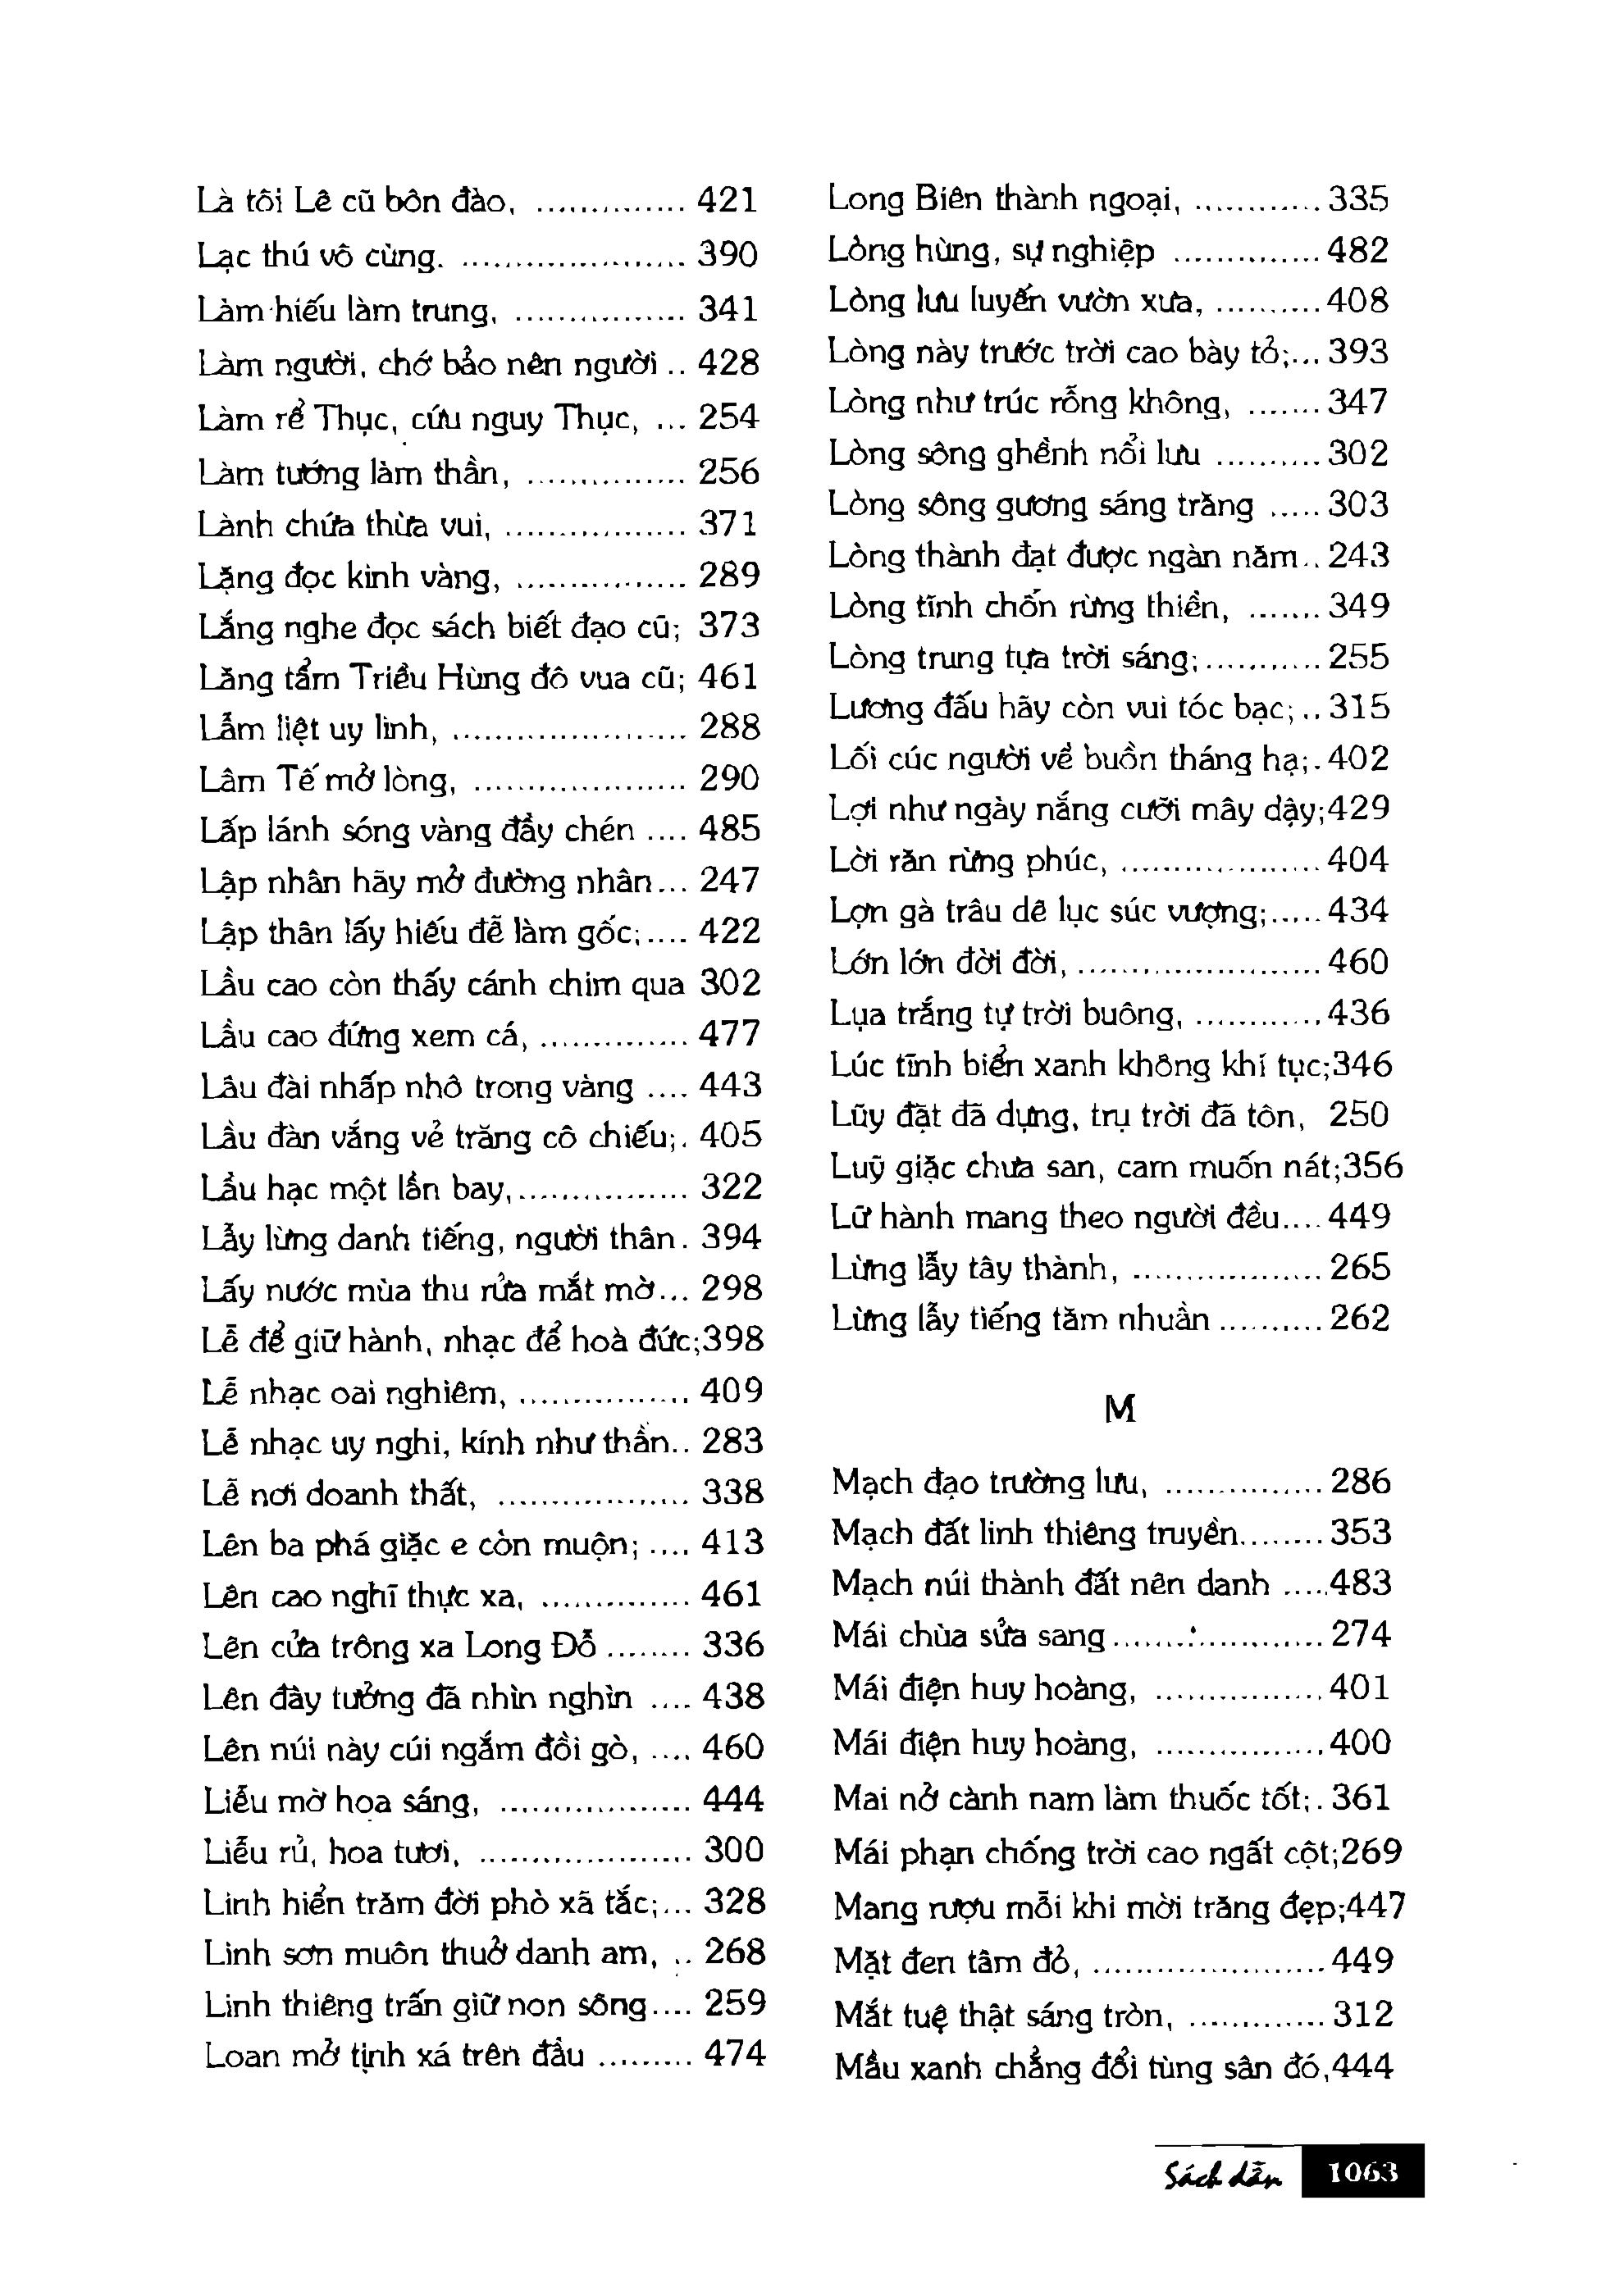 Là tôi Lê cũ bôn đào, .............. 421
Lạc thú vô cùng. ..................... 390
Làm hiếu làm trung, ................ 341
Làm người, chớ bảo nên người .. 428
Làm rể Thục, cứu nguy Thục, ... 254
Làm tướng làm thần, ............... 256
Lành chứa thừa vui, ................. 371
Lặng đọc kinh vàng, ................ 289
Lắng nghe đọc sách biết đạo cũ; 373
Lăng tẩm Triều Hùng đô vua cũ; 461
Lẫm liệt uy linh, ...................... 288
Lâm Tế mở lòng, .................... 290
Lấp lánh sóng vàng đầy chén .... 485
Lập nhân hãy mở đường nhân... 247
Lập thân lấy hiếu đễ làm gốc;.... 422
Lầu cao còn thấy cánh chim qua 302
Lầu cao đứng xem cá, .............. 477
Lâu đài nhấp nhô trong vàng .... 443
Lầu đàn vắng vẻ trăng cô chiếu;. 405
Lầu hạc một lần bay,................ 322
Lẫy lừng danh tiếng, người thân. 394
Lấy nước mùa thu rửa mắt mờ... 298
Lễ để giữ hành, nhạc để hoà đức;398
Lễ nhạc oai nghiêm, ................ 409
Lễ nhạc uy nghi, kính như thần.. 283
Lễ nơi doanh thất, .................. 338
Lên ba phá giặc e còn muộn; .... 413
Lên cao nghĩ thực xa, .............. 461
Lên cửa trông xa Long Đỗ ........ 336
Lên đây tưởng đã nhìn nghìn .... 438
Lên núi này cúi ngắm đồi gò, .... 460
Liễu mờ hoa sáng, .................. 444
Liễu rủ, hoa tươi, .................... 300
Linh hiển trăm đời phò xã tắc;... 328
Linh sơn muôn thuở danh am, .. 268
Linh thiêng trấn giữ non sông.... 259
Loan mở tịnh xá trên đầu ......... 474
Long Biên thành ngoại, ............ 335
Lòng hùng, sự nghiệp .............. 482
Lòng lưu luyến vườn xưa, .......... 408
Lòng này trước trời cao bày tỏ;... 393
Lòng như trúc rỗng không, ....... 347
Lòng sông ghềnh nổi lưu .......... 302
Lòng sông gương sáng trăng ..... 303
Lòng thành đạt được ngàn năm.. 243
Lòng tĩnh chốn rừng thiền, ....... 349
Lòng trung tựa trời sáng;........... 255
Lương đấu hãy còn vui tóc bạc; .. 315
Lối cúc người về buồn tháng hạ;. 402
Lợi như ngày nắng cưỡi mây dậy;429
Lời răn rừng phúc, ................... 404
Lợn gà trâu dê lục súc vượng;..... 434
Lớn lớn đời đời, ....................... 460
Lụa trắng tự trời buông, ............ 436
Lúc tĩnh biển xanh không khí tục;346
Lũy đặt đã dựng, trụ trời đã tôn, 250
Luỹ giặc chưa san, cam muốn nát;356
Lữ hành mang theo người đều.... 449
Lừng lẫy tây thành, .................. 265
Lừng lẫy tiếng tăm nhuần .......... 262
M
Mạch đạo trường lưu, ............... 286
Mạch đất linh thiêng truyền........ 353
Mạch núi thành đất nên danh .....483
Mái chùa sửa sang .................... 274
Mái điện huy hoàng, ................ 401
Mái điện huy hoàng, ................ 400
Mai nở cành nam làm thuốc tốt;. 361
Mái phạn chống trời cao ngất cột;269
Mang rượu mỗi khi mời trăng đẹp;447
Mặt đen tâm đỏ, ...................... 449
Mắt tuệ thật sáng tròn, ............. 312
Mầu xanh chẳng đổi tùng sân đó,444
Sách dẫn 1063